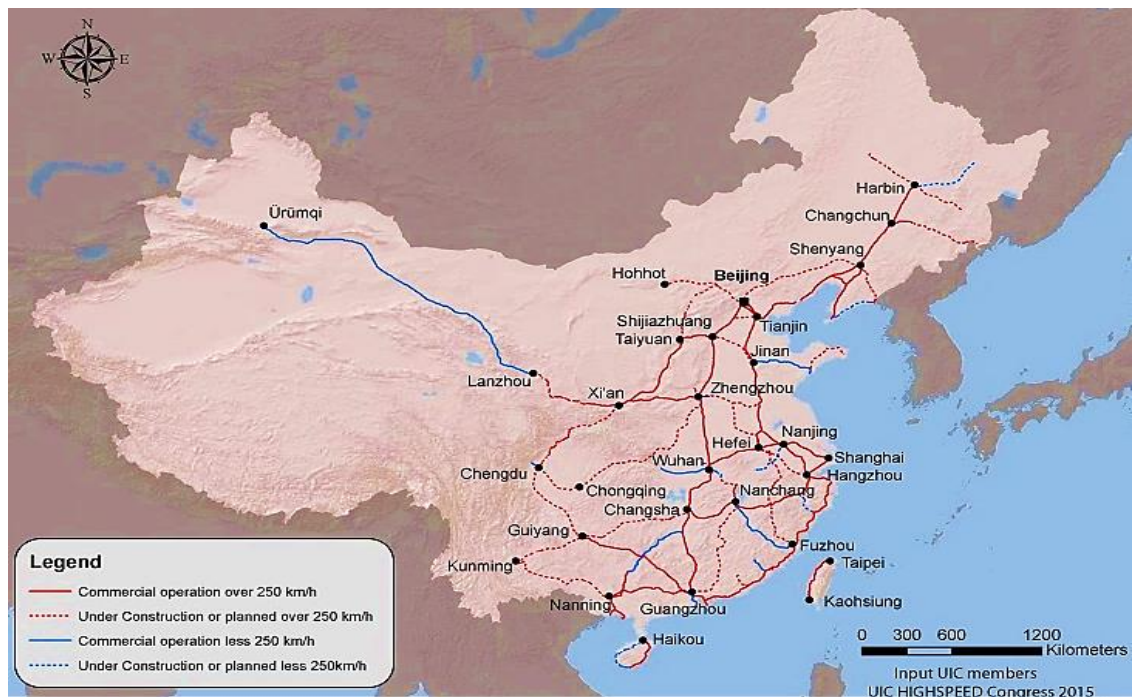 N
W E
S
Ürümqi
Harbin
Changchun
Shenyang
Hohhot
Beijing
Shijiazhuang
Taiyuan
Tianjin
Jinan
Lanzhou
Xi'an
Zhengzhou
Hefei
Nanjing
Shanghai
Wuhan
Hangzhou
Chengdu
Chongqing
Nanchang
Changsha
Guiyang
Fuzhou
Kunming
Taipei
Nanning
Guangzhou
Kaohsiung
Haikou
Legend
Commercial operation over 250 km/h
Under Construction or planned over 250 km/h
Commercial operation less 250 km/h
Under Construction or planned less 250km/h
0 300 600 1200
Kilometers
Input UIC members
UIC HIGHSPEED Congress 2015